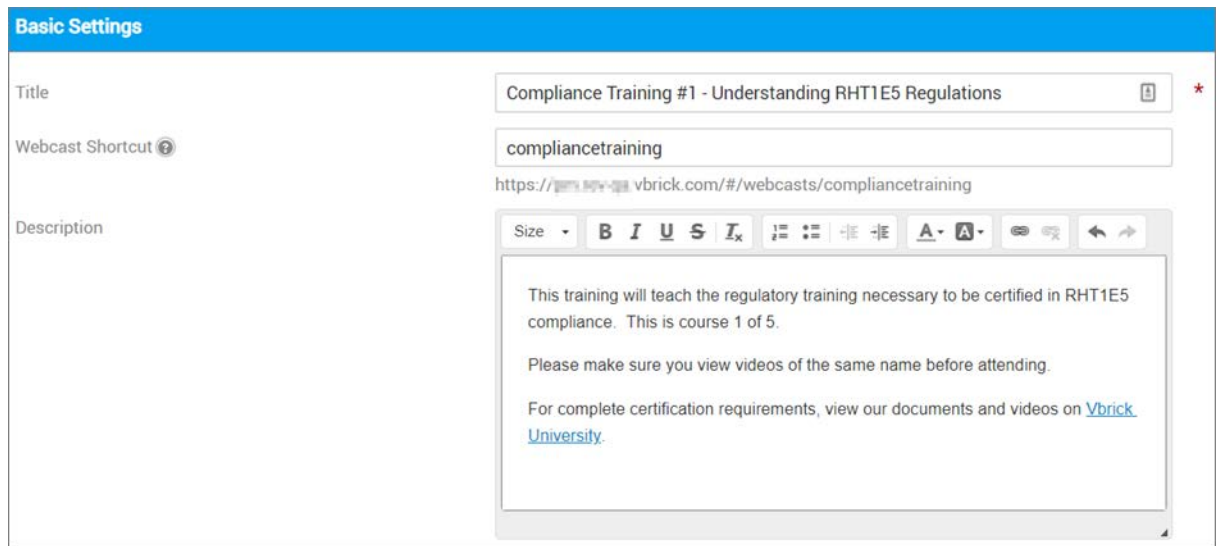 Basic Settings
Title
Compliance Training #1 - Understanding RHT1E5 Regulations
*
Webcast Shortcut
compliancetraining
https:// vbrick.com/#/webcasts/compliancetraining
Description
Size B I U S Tx A A
This training will teach the regulatory training necessary to be certified in RHT1E5
compliance. This is course 1 of 5.
Please make sure you view videos of the same name before attending.
For complete certification requirements, view our documents and videos on Vbrick
University.